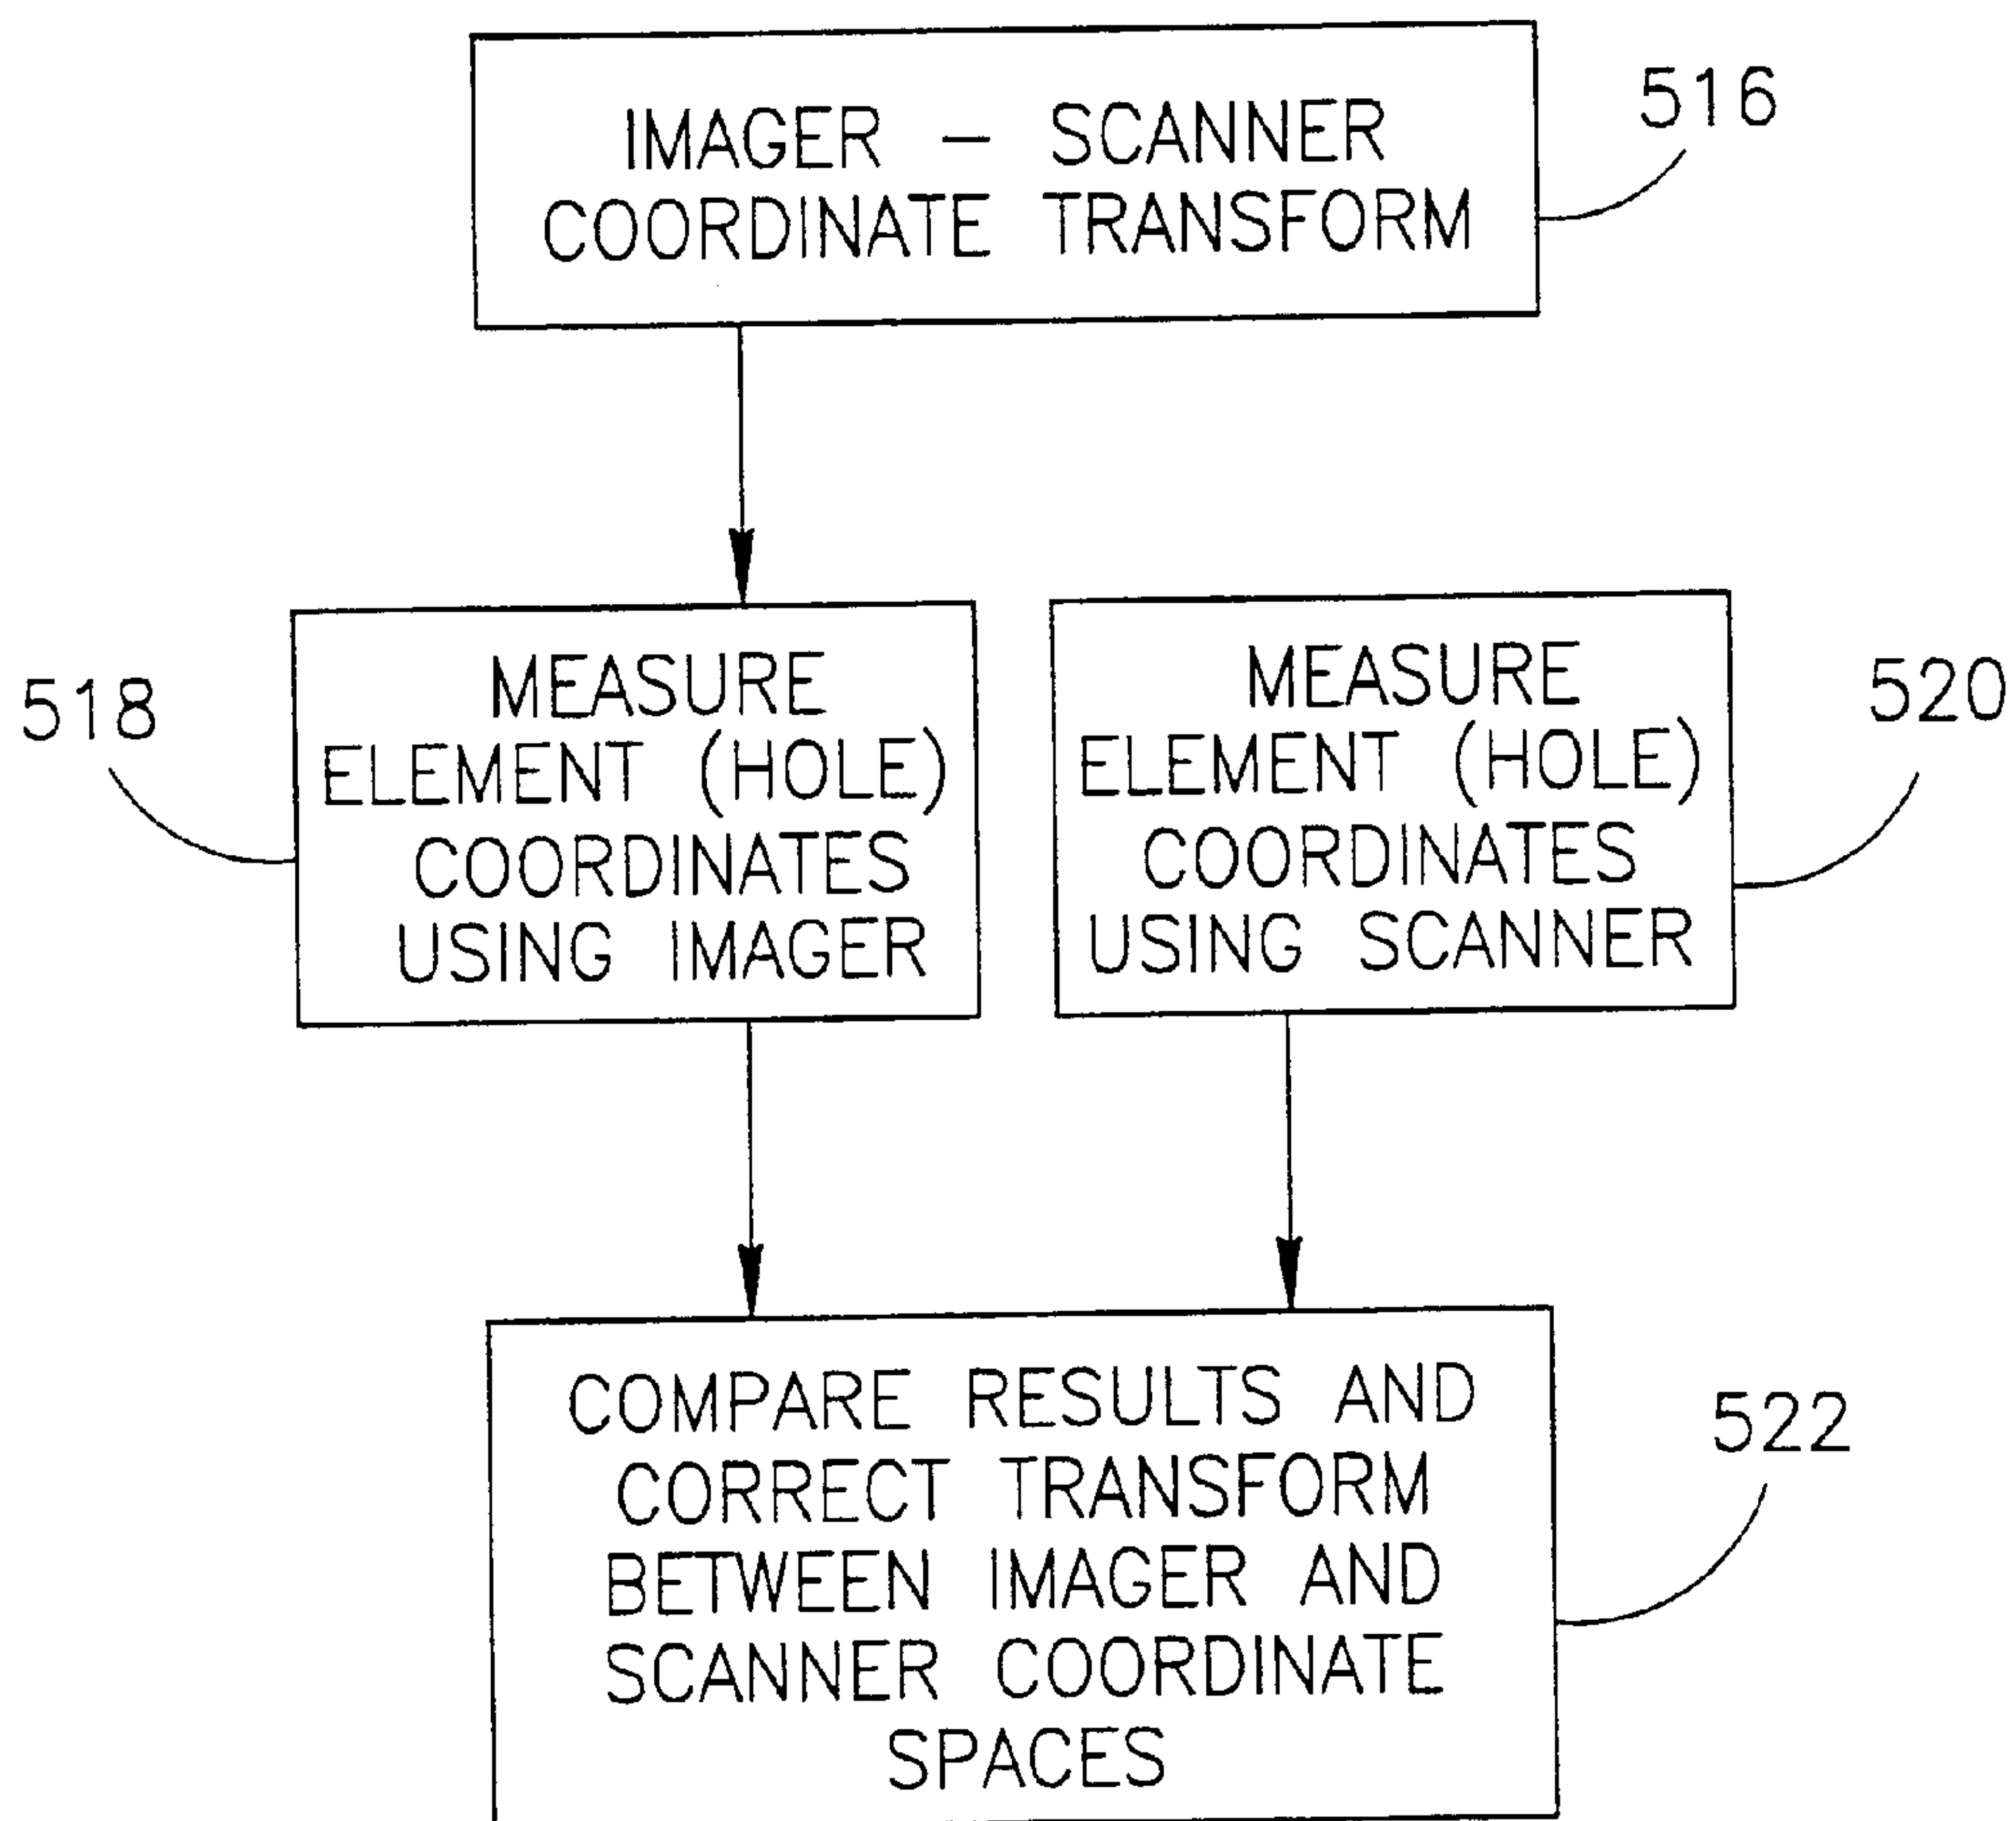 IMAGER – SCANNER
COORDINATE TRANSFORM
516
MEASURE
ELEMENT (HOLE)
COORDINATES
USING IMAGER
518
MEASURE
ELEMENT (HOLE)
COORDINATES
USING SCANNER
520
COMPARE RESULTS AND
CORRECT TRANSFORM
BETWEEN IMAGER AND
SCANNER COORDINATE
SPACES
522